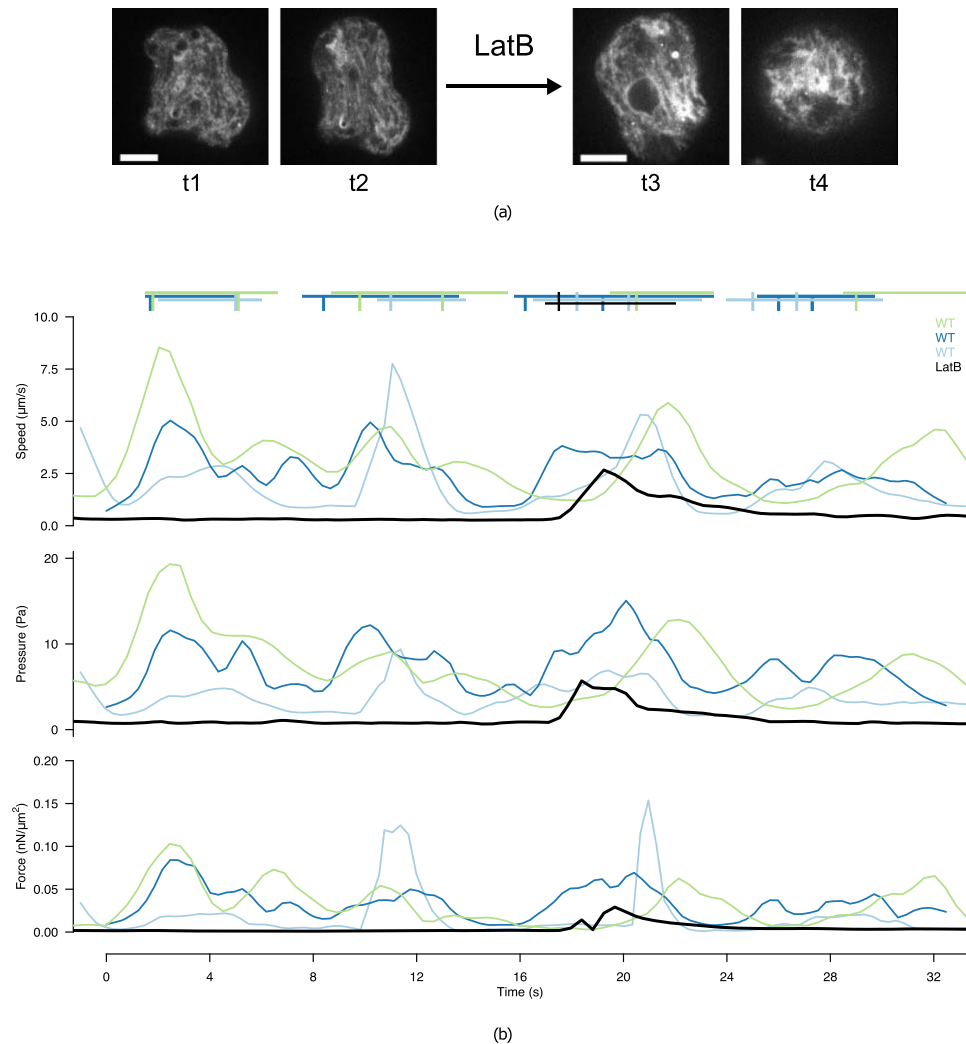 LatB
t1 t2 t3 t4
(a)
WT
WT
WT
LatB
Speed (µm/s)
10.0
7.5
5.0
2.5
0.0
Pressure (Pa)
20
10
0
Force (nN/µm²)
0.20
0.15
0.10
0.05
0.00
0 4 8 12 16 20 24 28 32
Time (s)
(b)